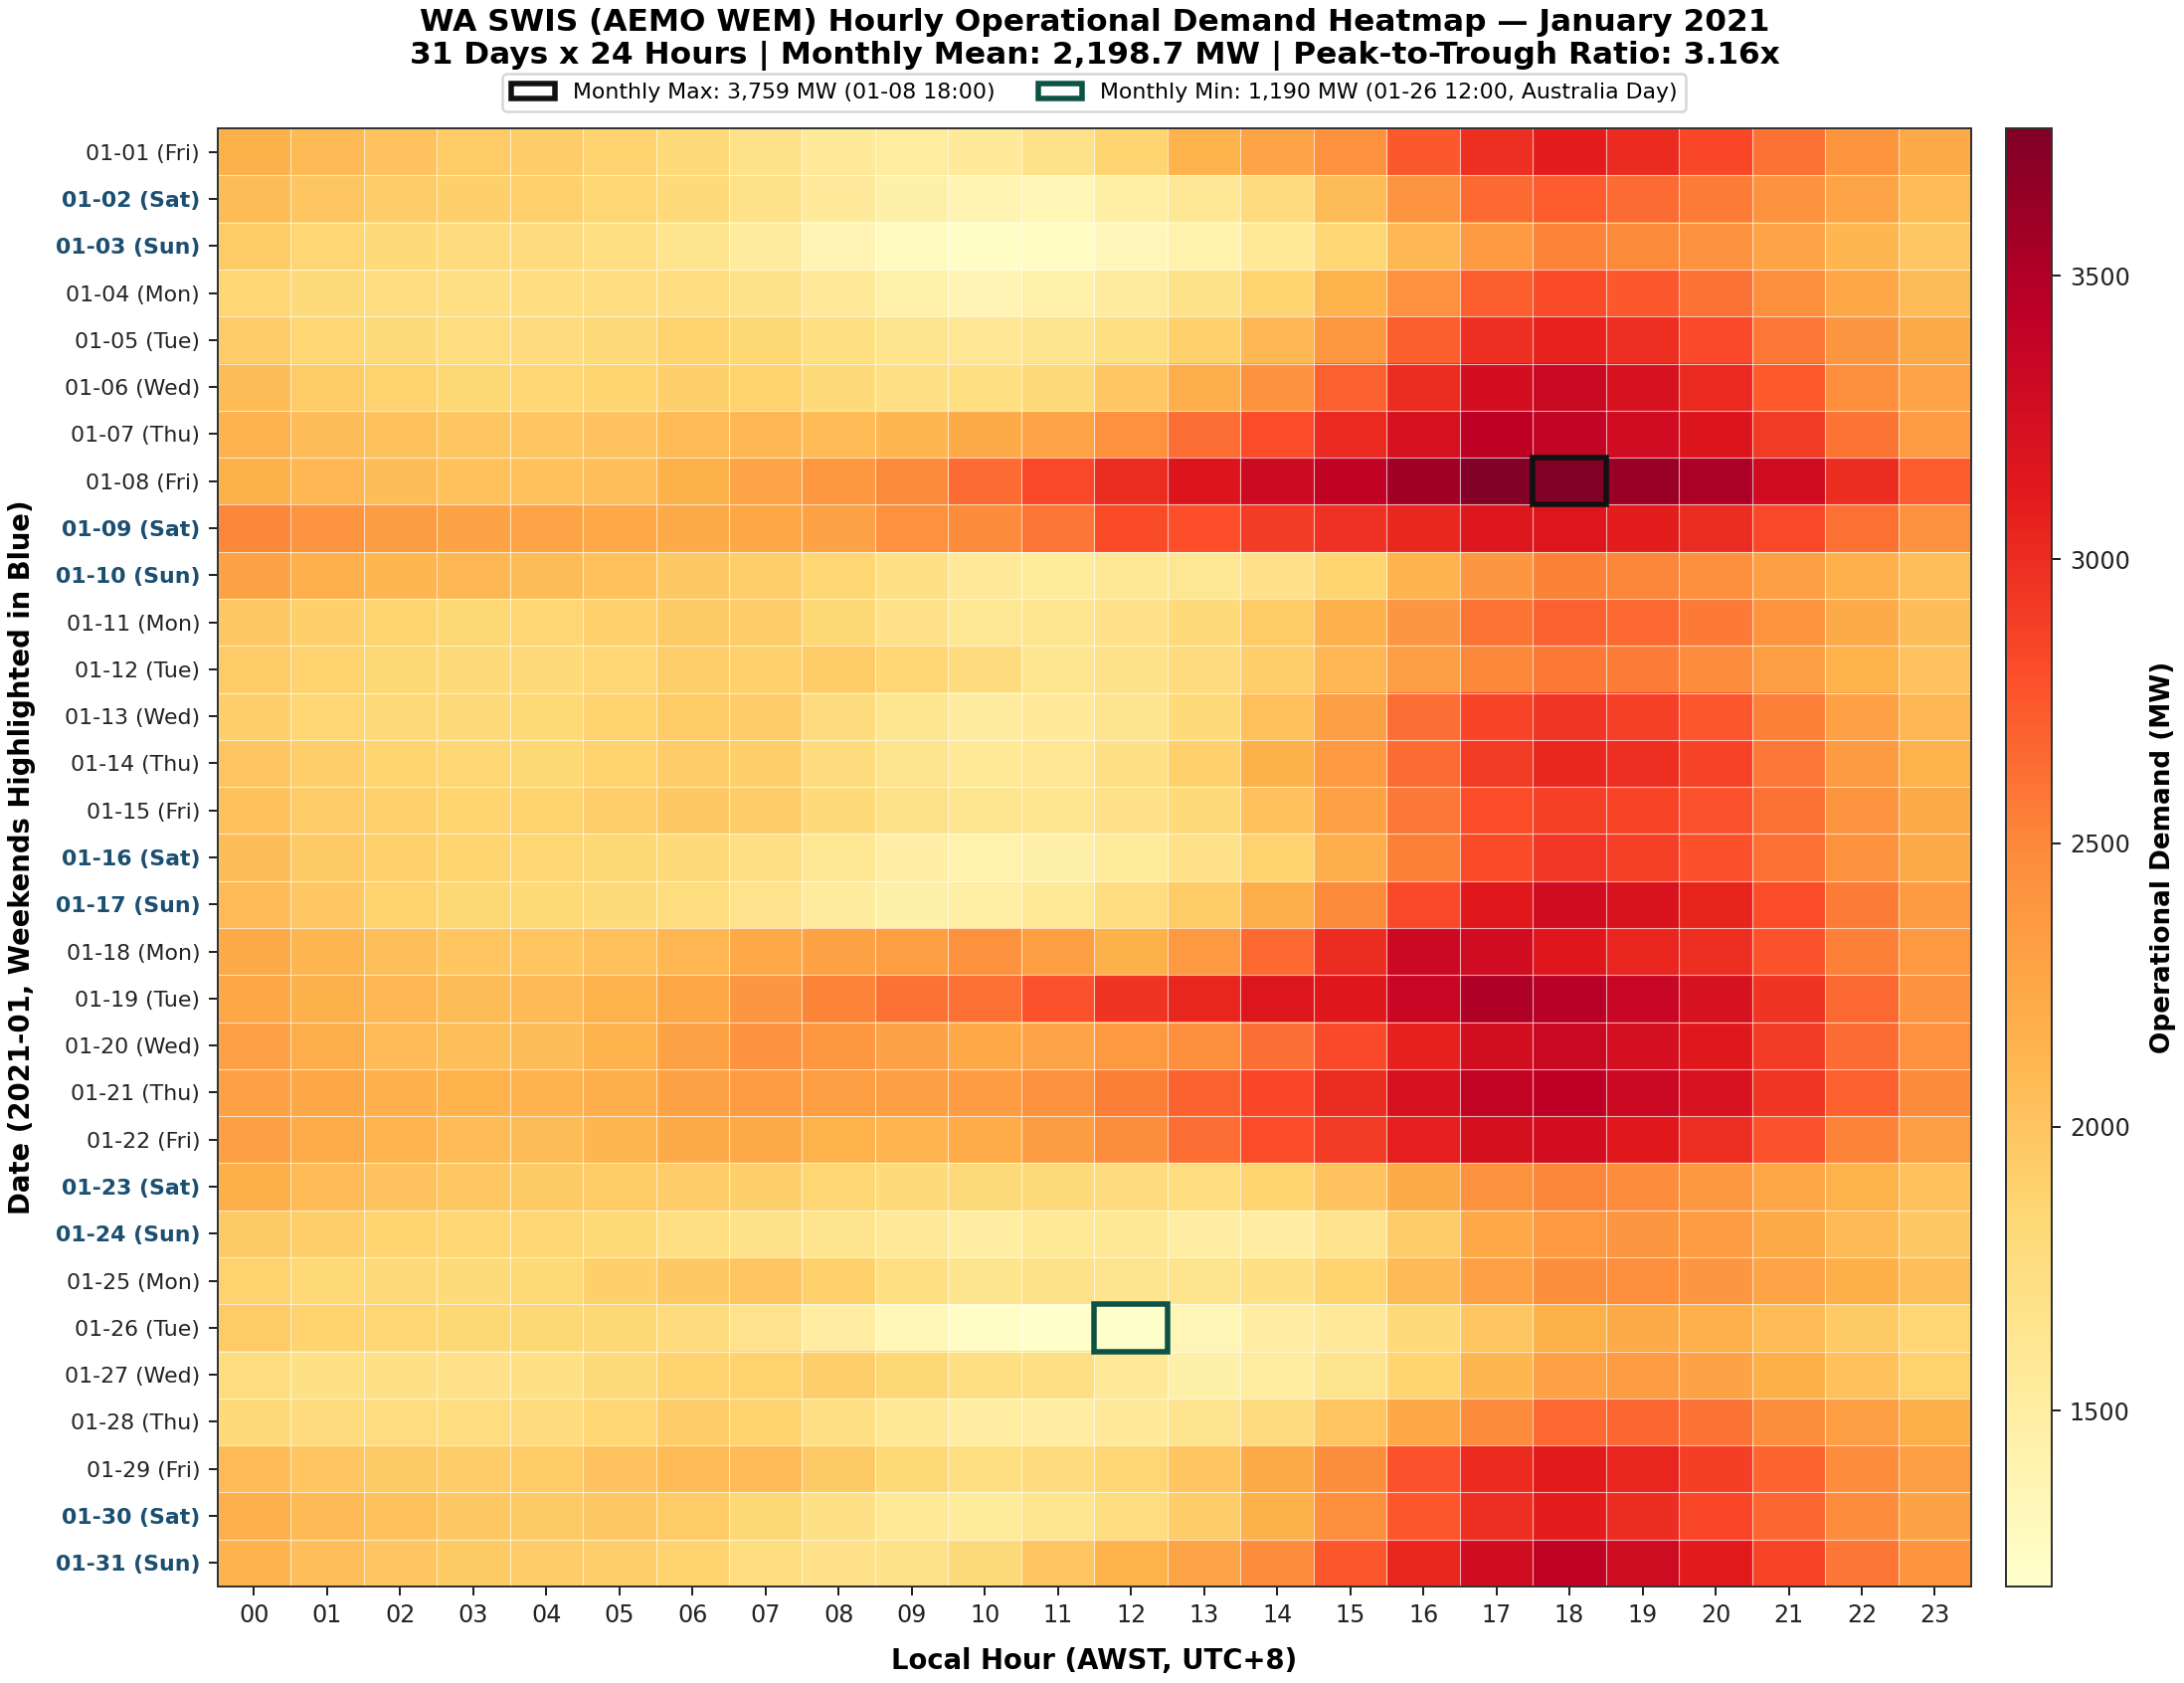 WA SWIS (AEMO WEM) Hourly Operational Demand Heatmap — January 2021
31 Days x 24 Hours | Monthly Mean: 2,198.7 MW | Peak-to-Trough Ratio: 3.16x
Monthly Max: 3,759 MW (01-08 18:00)
Monthly Min: 1,190 MW (01-26 12:00, Australia Day)
Date (2021-01, Weekends Highlighted in Blue)
01-01 (Fri)
01-02 (Sat)
01-03 (Sun)
01-04 (Mon)
01-05 (Tue)
01-06 (Wed)
01-07 (Thu)
01-08 (Fri)
01-09 (Sat)
01-10 (Sun)
01-11 (Mon)
01-12 (Tue)
01-13 (Wed)
01-14 (Thu)
01-15 (Fri)
01-16 (Sat)
01-17 (Sun)
01-18 (Mon)
01-19 (Tue)
01-20 (Wed)
01-21 (Thu)
01-22 (Fri)
01-23 (Sat)
01-24 (Sun)
01-25 (Mon)
01-26 (Tue)
01-27 (Wed)
01-28 (Thu)
01-29 (Fri)
01-30 (Sat)
01-31 (Sun)
00 01 02 03 04 05 06 07 08 09 10 11 12 13 14 15 16 17 18 19 20 21 22 23
Local Hour (AWST, UTC+8)
3500
3000
2500
2000
1500
Operational Demand (MW)